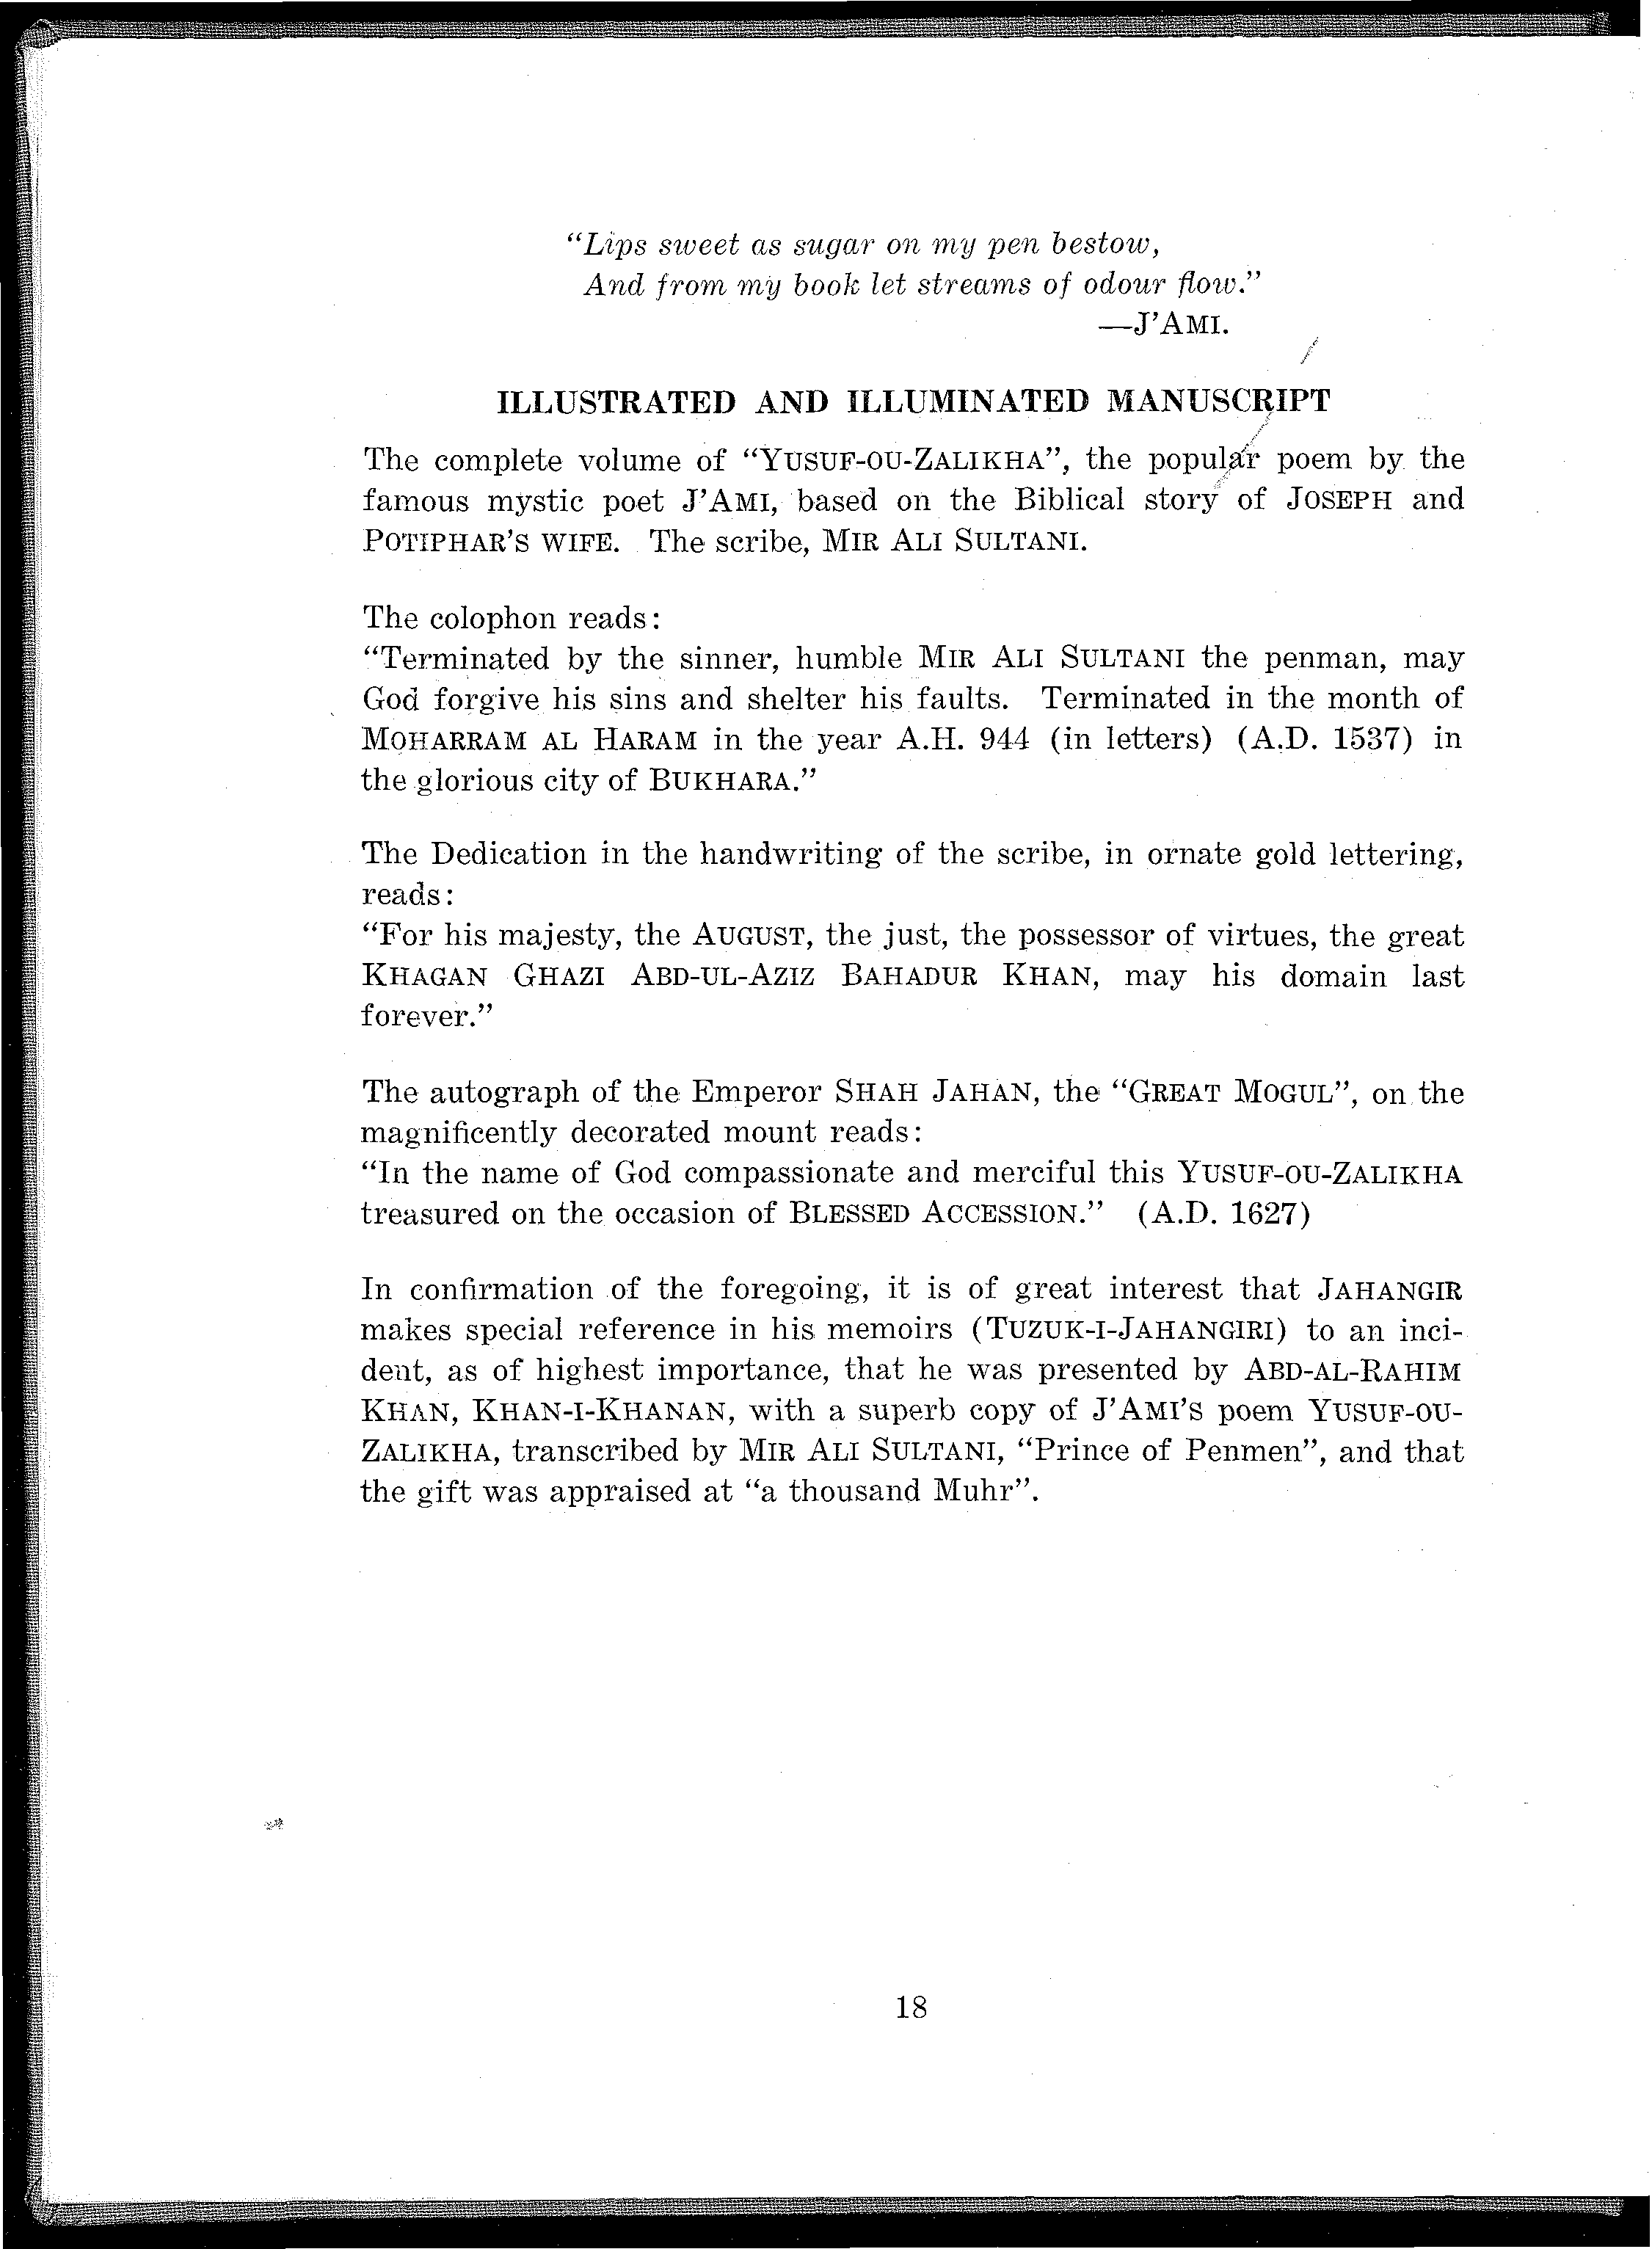 “Lips sweet as sugar on my pen bestow,
And from my book let streams of odour flow.”
—J’AMI.
ILLUSTRATED AND ILLUMINATED MANUSCRIPT
The complete volume of “YUSUF-OU-ZALIKHA”, the popular poem by the
famous mystic poet J’AMI, based on the Biblical story of JOSEPH and
POTIPHAR’S WIFE. The scribe, MIR ALI SULTANI.
The colophon reads:
“Terminated by the sinner, humble MIR ALI SULTANI the penman, may
God forgive his sins and shelter his faults. Terminated in the month of
MOHARRAM AL HARAM in the year A.H. 944 (in letters) (A.D. 1537) in
the glorious city of BUKHARA.”
The Dedication in the handwriting of the scribe, in ornate gold lettering,
reads:
“For his majesty, the AUGUST, the just, the possessor of virtues, the great
KHAGAN GHAZI ABD-UL-AZIZ BAHADUR KHAN, may his domain last
forever.”
The autograph of the Emperor SHAH JAHAN, the “GREAT MOGUL”, on the
magnificently decorated mount reads:
“In the name of God compassionate and merciful this YUSUF-OU-ZALIKHA
treasured on the occasion of BLESSED ACCESSION.” (A.D. 1627)
In confirmation of the foregoing, it is of great interest that JAHANGIR
makes special reference in his memoirs (TUZUK-I-JAHANGIRI) to an inci-
dent, as of highest importance, that he was presented by ABD-AL-RAHIM
KHAN, KHAN-I-KHANAN, with a superb copy of J’AMI’S poem YUSUF-OU-
ZALIKHA, transcribed by MIR ALI SULTANI, “Prince of Penmen”, and that
the gift was appraised at “a thousand Muhr”.
18